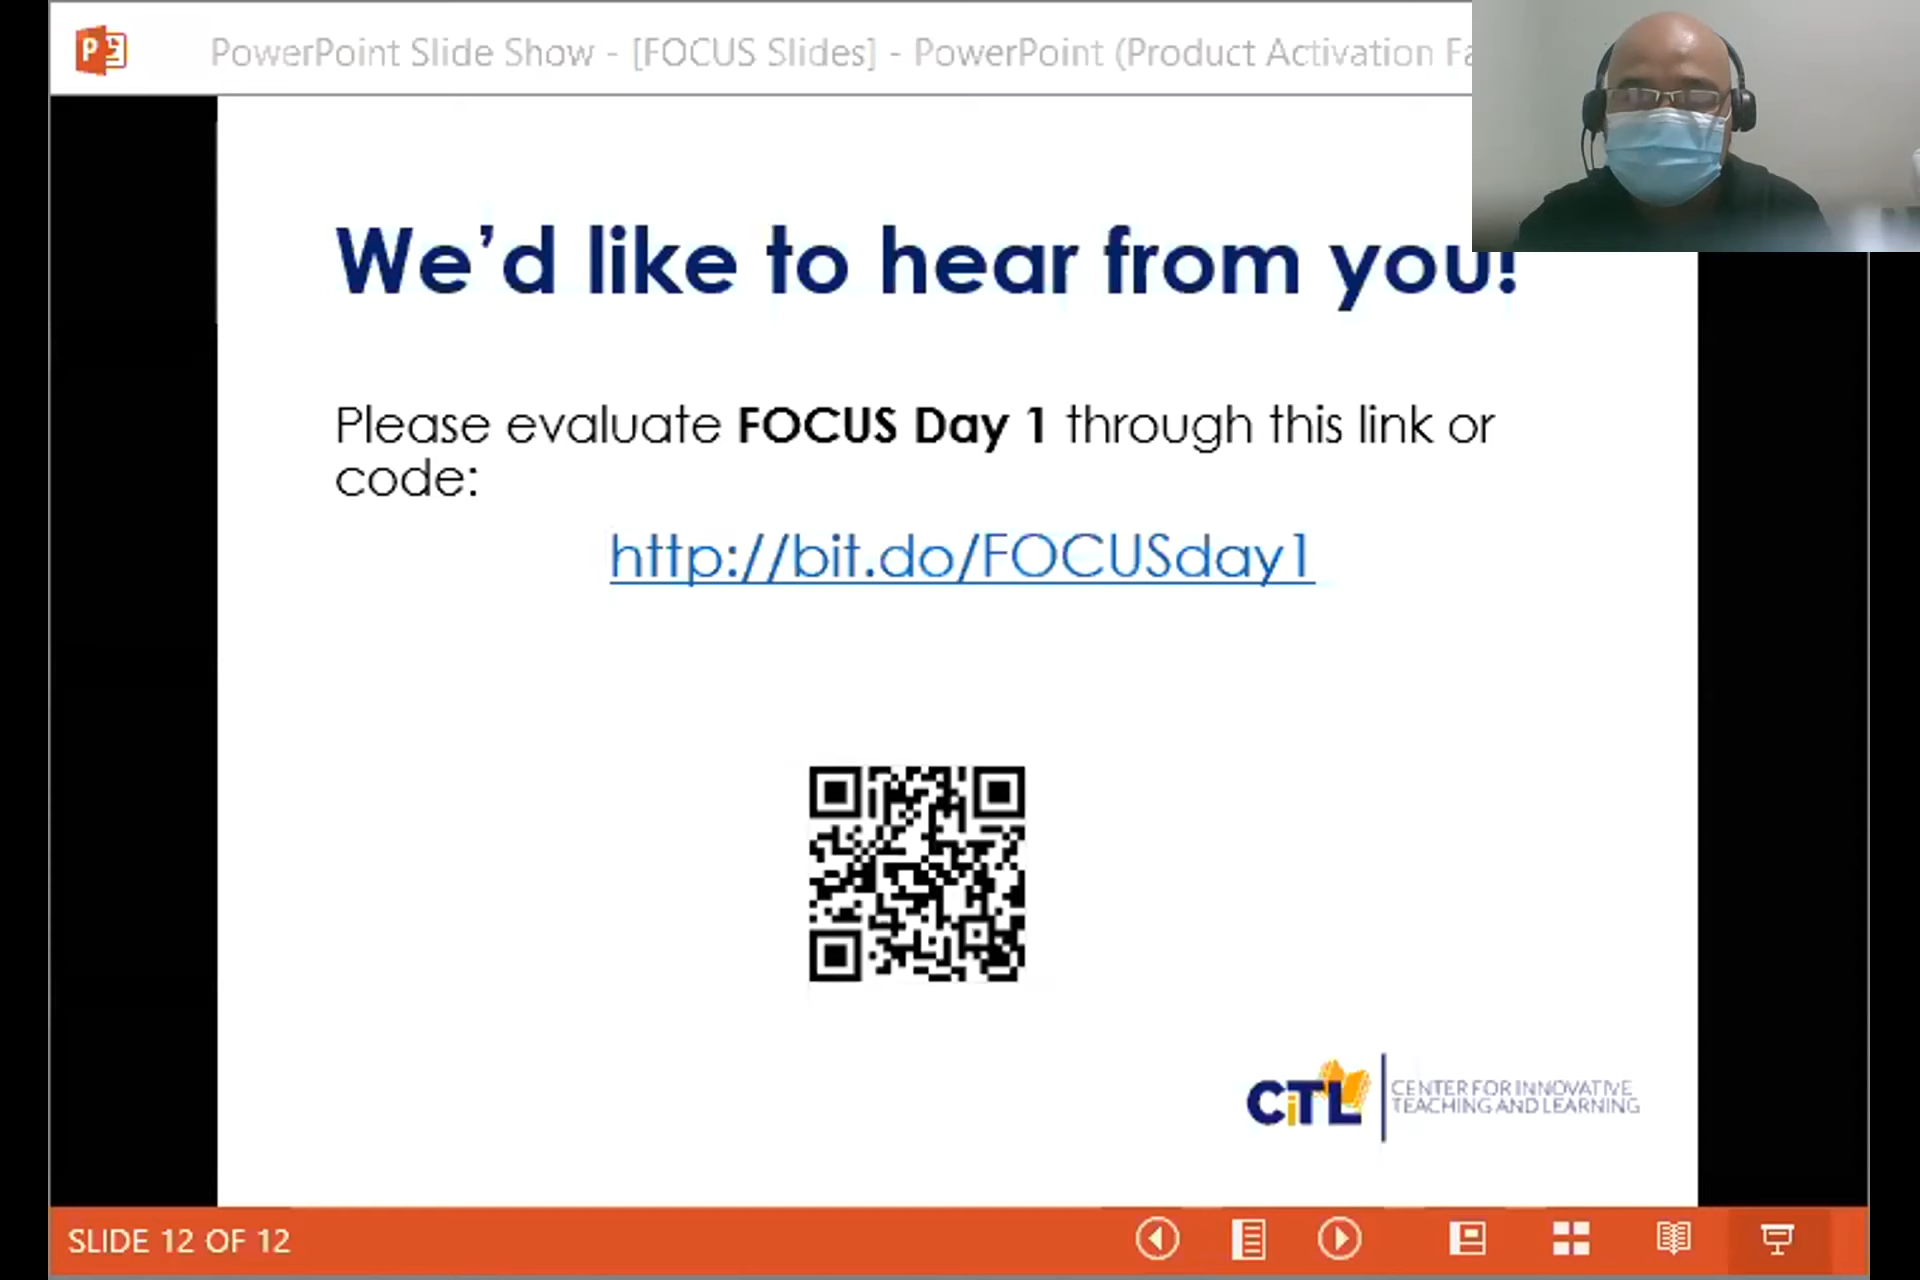 PowerPoint Slide Show - [FOCUS Slides] - PowerPoint (Product Activation Fa
We’d like to hear from you!
Please evaluate FOCUS Day 1 through this link or
code:
http://bit.do/FOCUSday1
CiTL
CENTER FOR INNOVATIVE
TEACHING AND LEARNING
SLIDE 12 OF 12